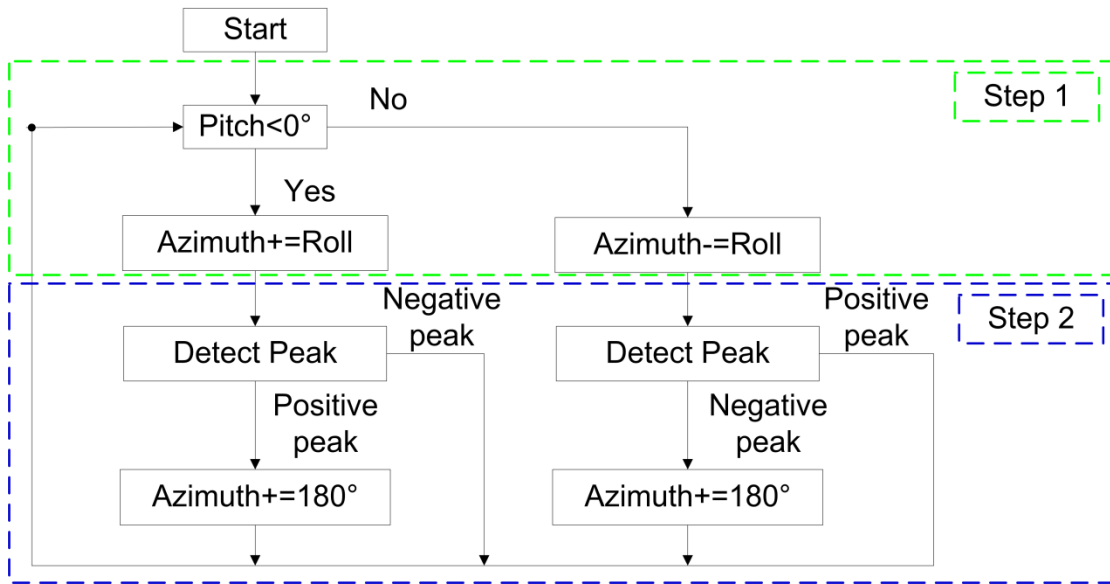 Start
Step 1
No
Pitch<0°
Yes
Azimuth+=Roll
Azimuth-=Roll
Step 2
Negative
peak
Positive
peak
Detect Peak
Detect Peak
Positive
peak
Negative
peak
Azimuth+=180°
Azimuth+=180°